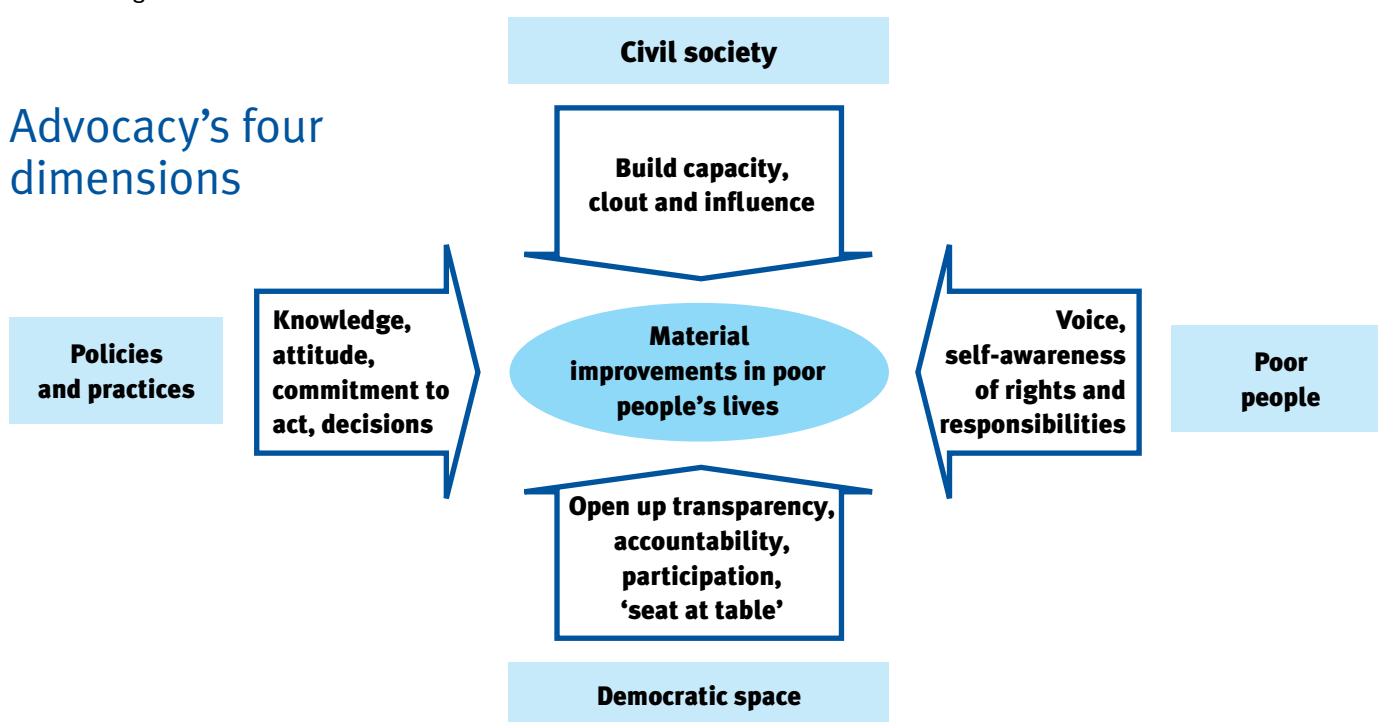 Civil society
Advocacy’s four
dimensions
Build capacity,
clout and influence
Policies
and practices
Knowledge,
attitude,
commitment to
act, decisions
Material
improvements in poor
people’s lives
Voice,
self-awareness
of rights and
responsibilities
Poor
people
Open up transparency,
accountability,
participation,
‘seat at table’
Democratic space